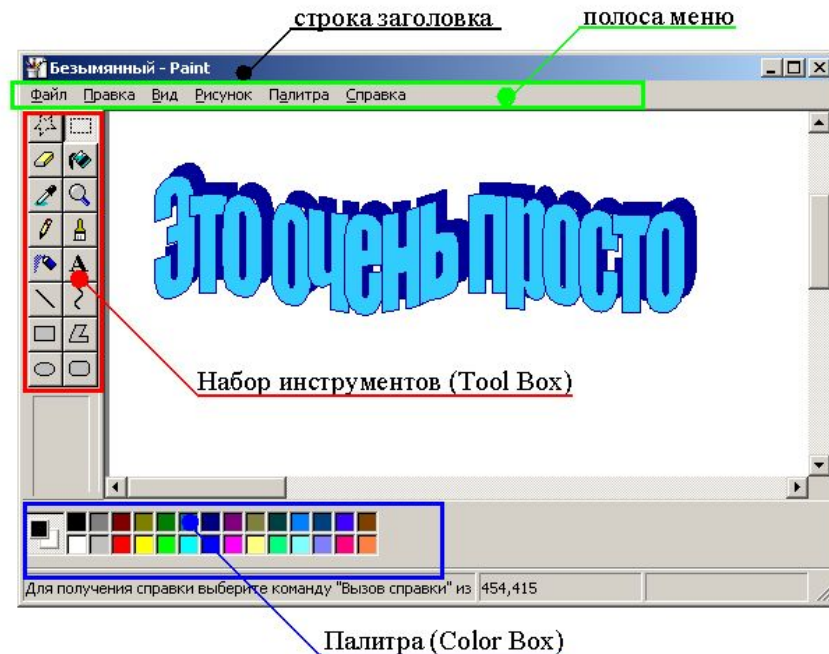 строка заголовка
полоса меню
Безымянный - Paint
Файл Правка Вид Рисунок Палитра Справка
A
Это очень просто
Набор инструментов (Tool Box)
Для получения справки выберите команду "Вызов справки" из 454,415
Палитра (Color Box)